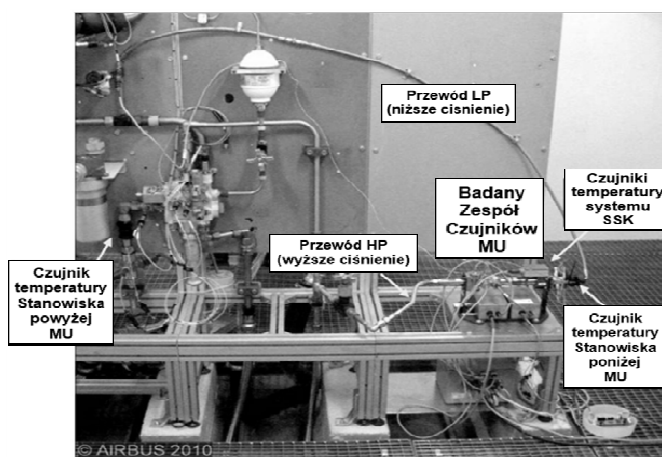 Przewód LP
(niższe ciśnienie)
Badany
Zespół
Czujników
MU
Czujniki
temperatury
systemu
SSK
Przewód HP
(wyższe ciśnienie)
Czujnik
temperatury
Stanowiska
powyżej
MU
Czujnik
temperatury
Stanowiska
poniżej
MU
© AIRBUS 2010